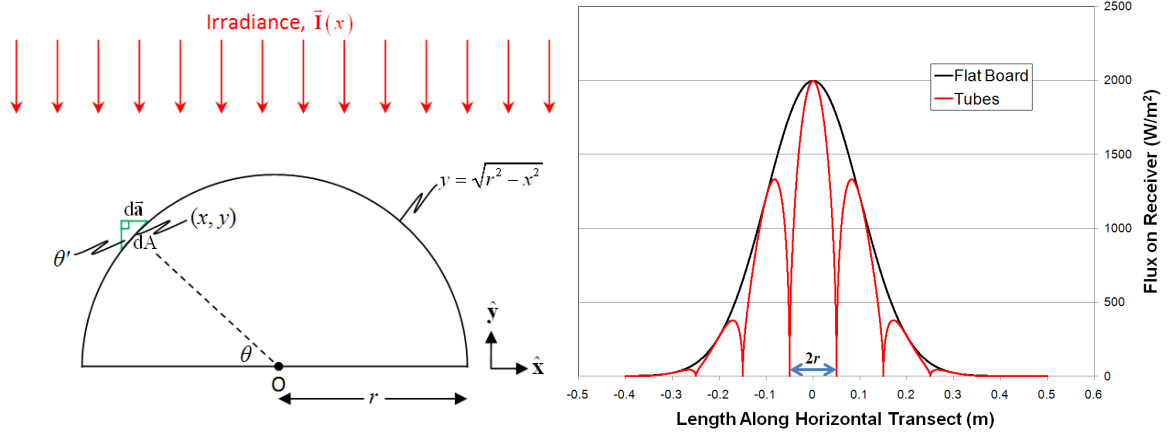 Irradiance, I⃗(x)
y = √(r² − x²)
da⃗
(x, y)
dA
θ′
θ
O
r
ŷ
x̂
2500
2000
1500
1000
500
0
Flat Board
Tubes
2r
-0.5 -0.4 -0.3 -0.2 -0.1 0 0.1 0.2 0.3 0.4 0.5 0.6
Length Along Horizontal Transect (m)
Flux on Receiver (W/m²)